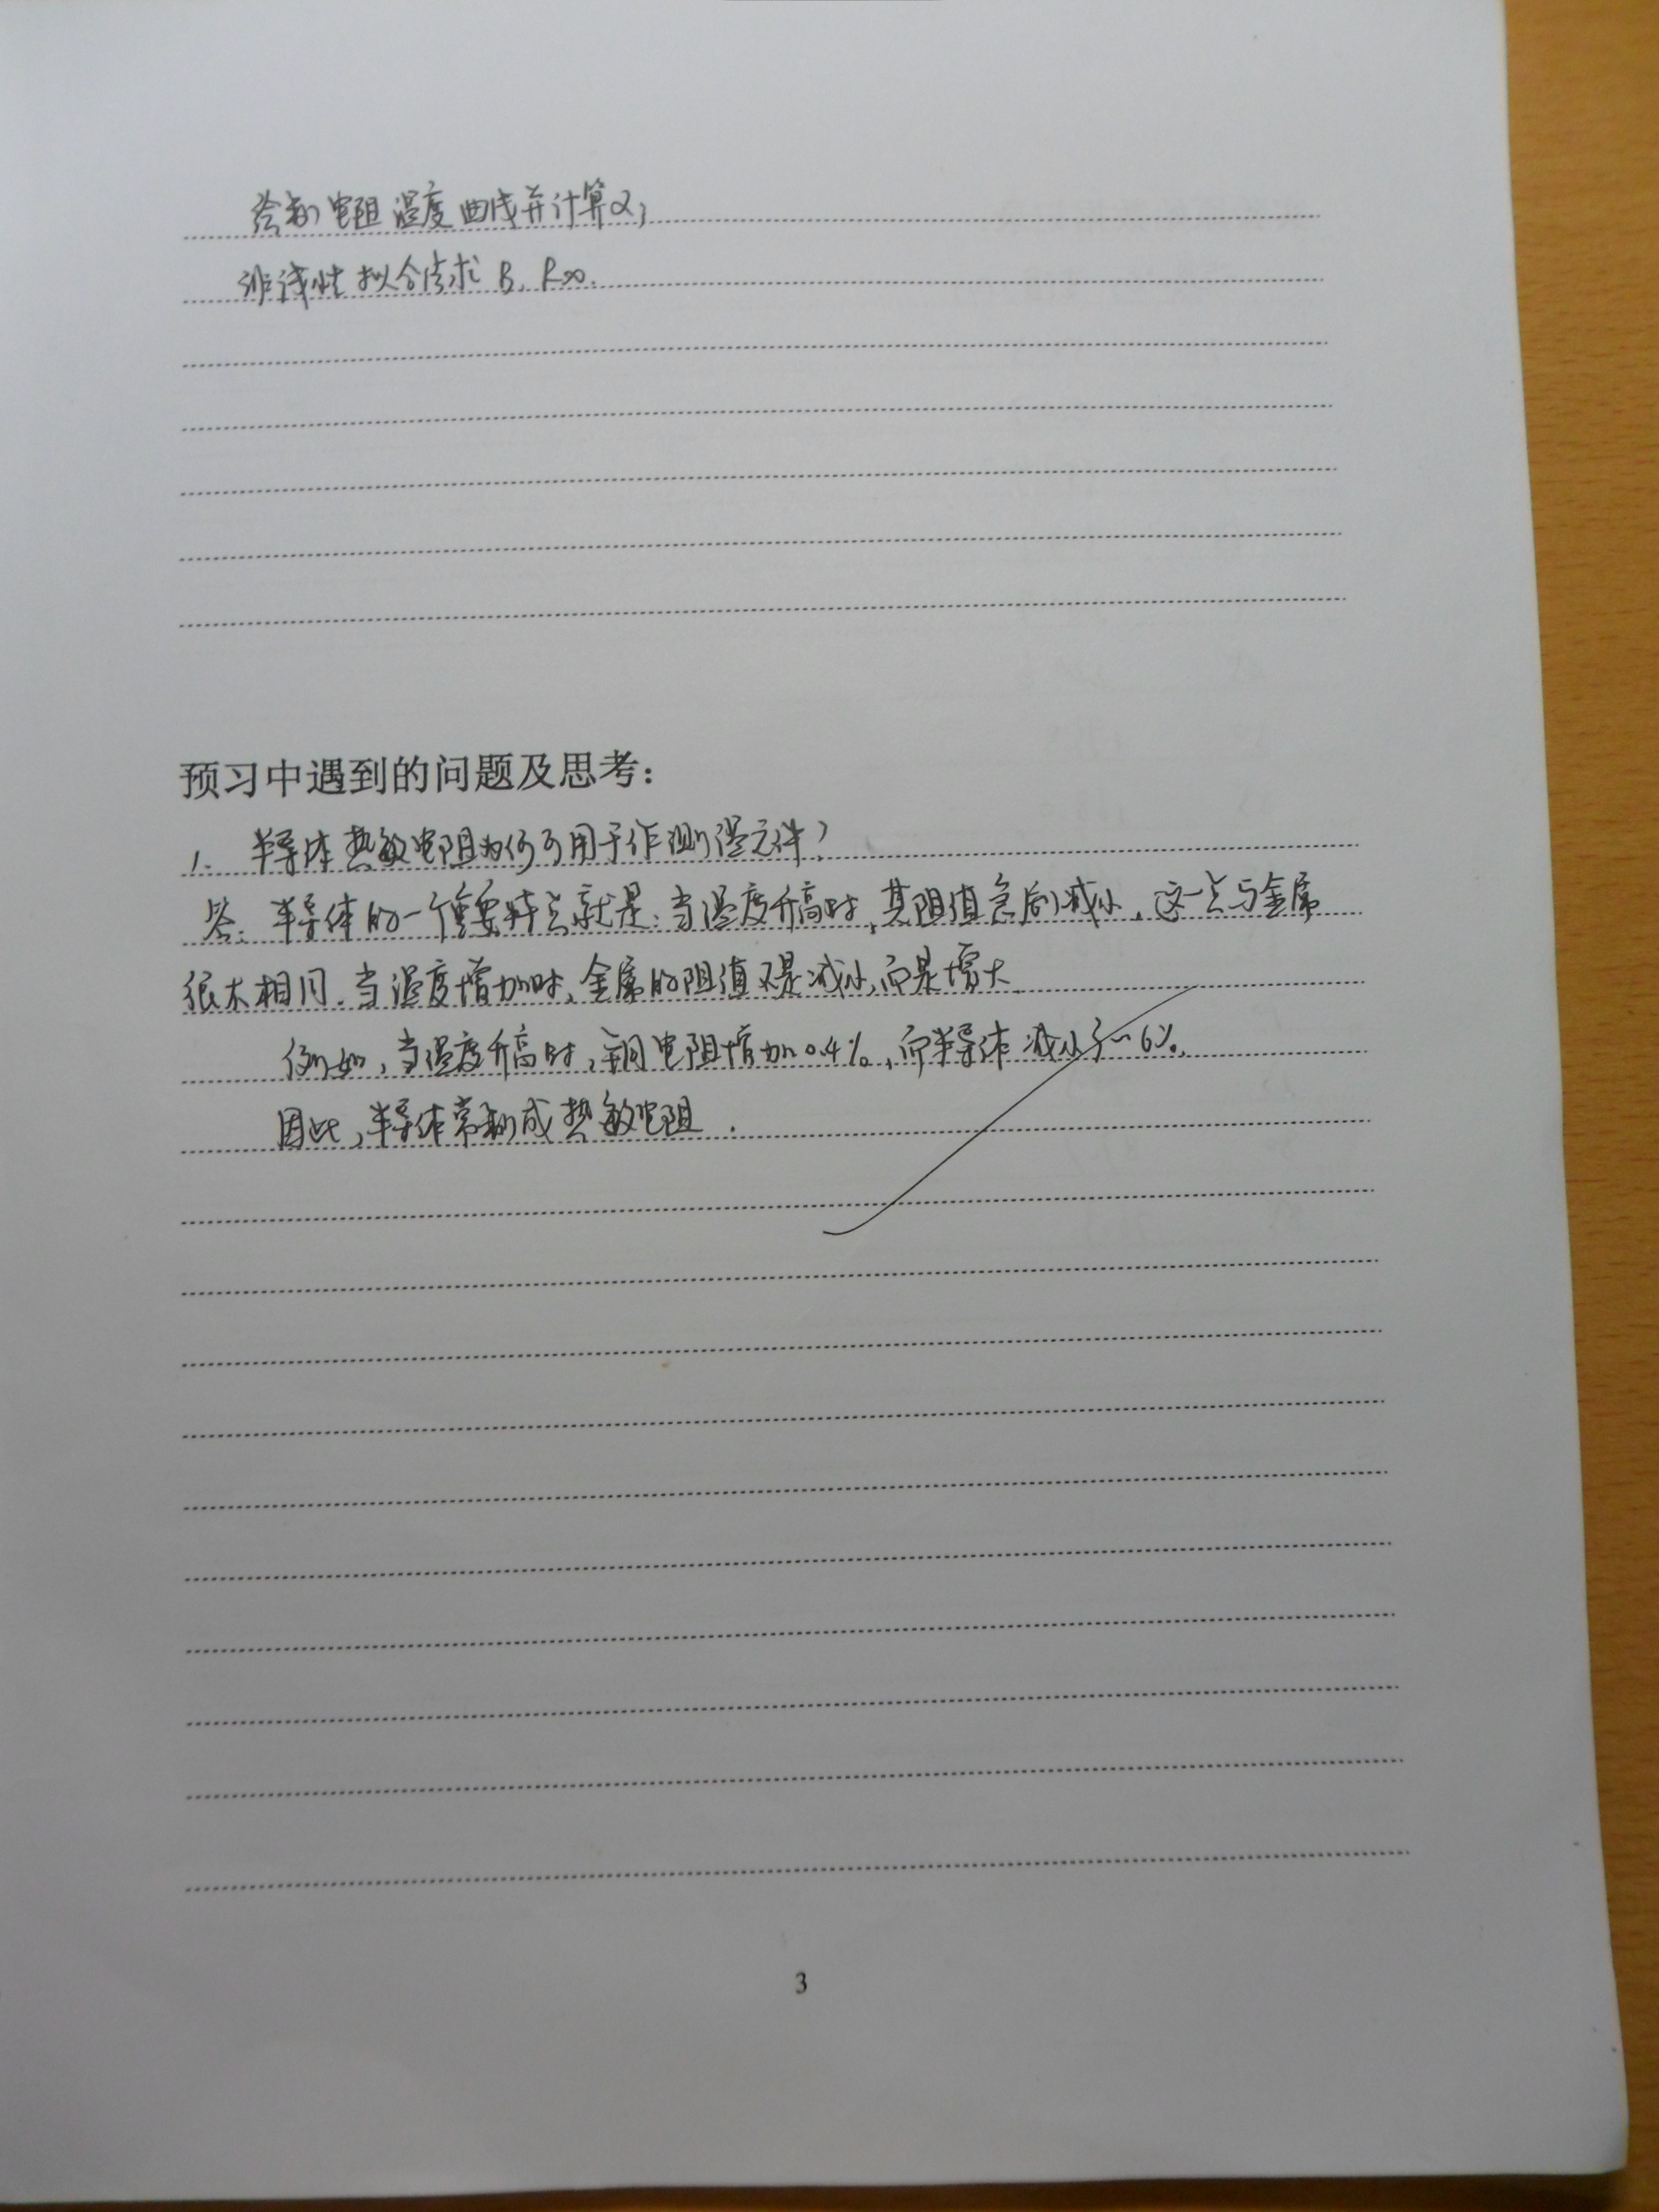 绘制电阻温度曲线并计算α;
非线性拟合法求 B, R∞.
预习中遇到的问题及思考：
1. 半导体热敏电阻为何可用于作测温元件?
答: 半导体的一个重要特点就是: 当温度升高时, 其阻值急剧减小, 这一点与金属
很不相同. 当温度增加时, 金属的阻值不是减小, 而是增大.
例如, 当温度升高时, 铜电阻增加0.4%, 而半导体减小3~6%.
因此, 半导体常制成热敏电阻.
3